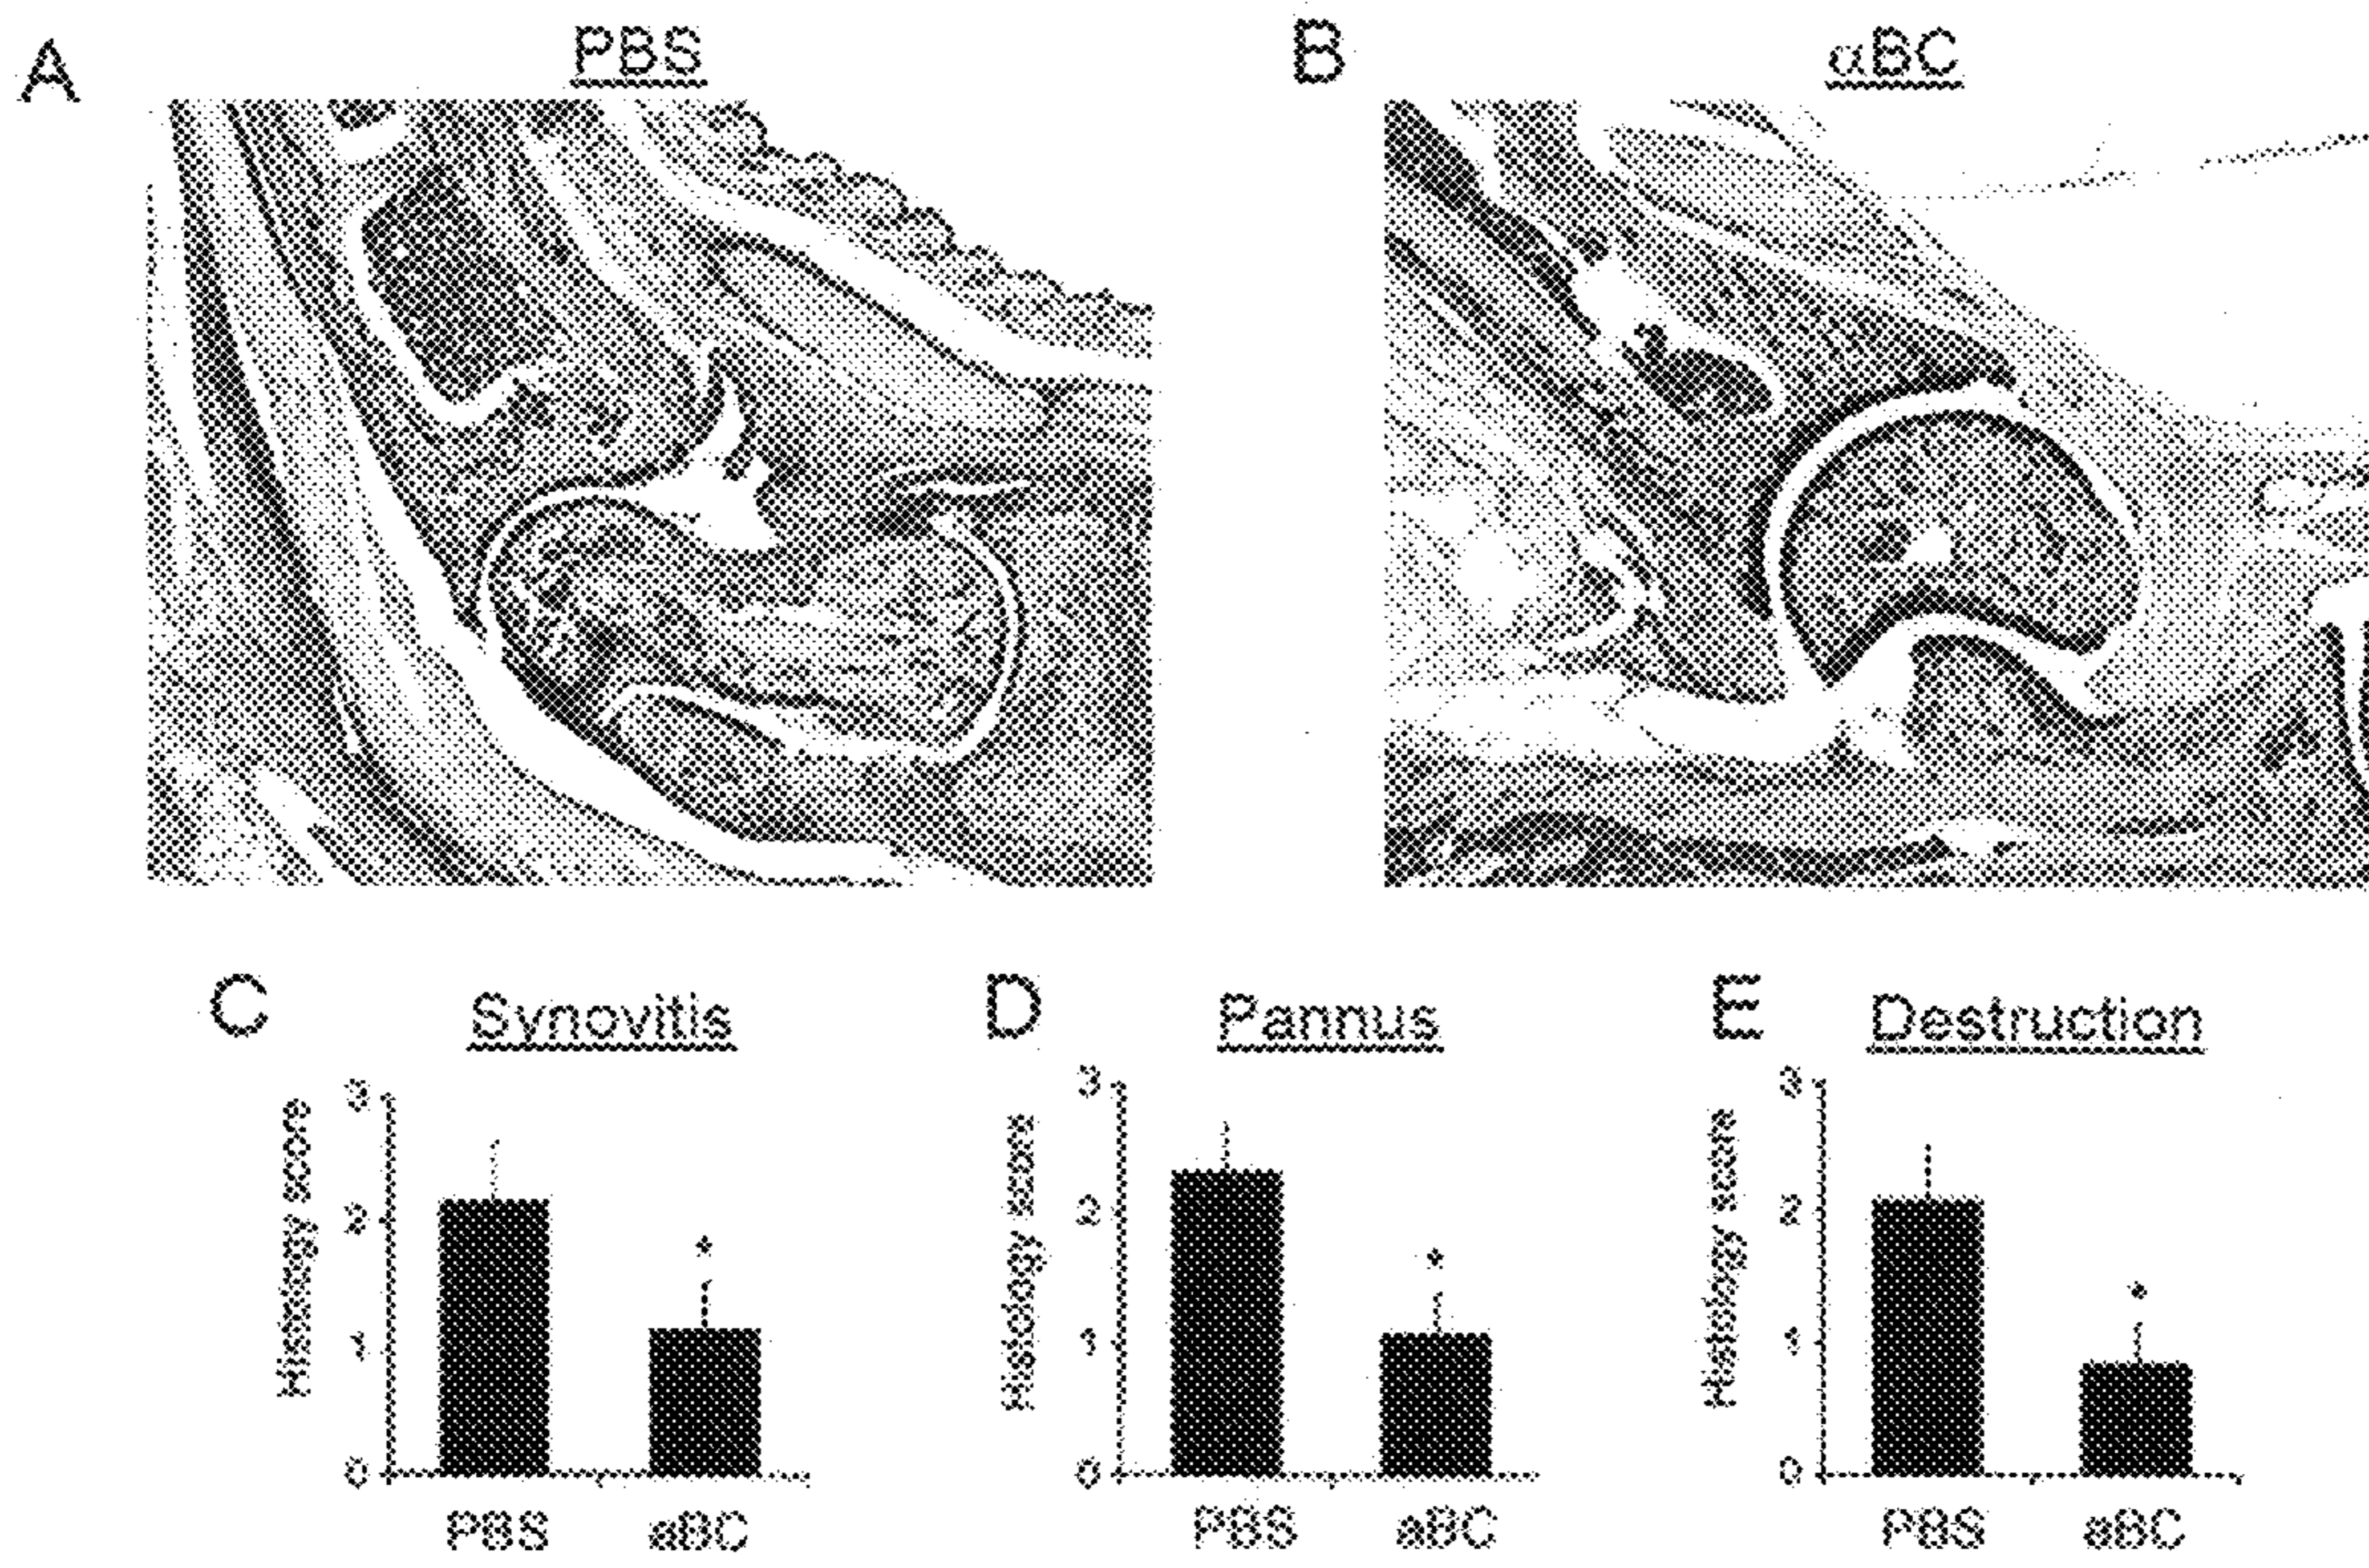 A
PBS
B
αBC
C
Synovitis
D
Pannus
E
Destruction
Histology score
3
2
1
0
PBS
aBC
Histology score
3
2
1
0
PBS
aBC
Histology score
3
2
1
0
PBS
aBC
*
*
*